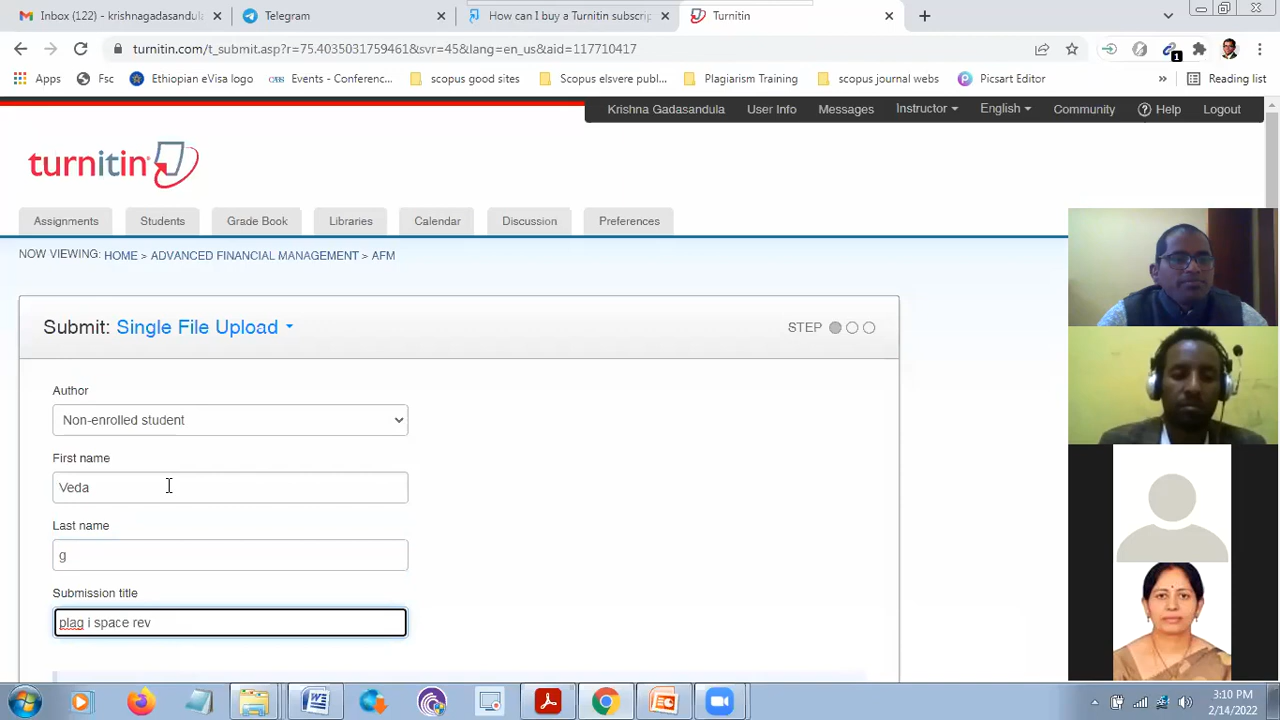 Inbox (915) - krishnagadasandula
Telegram
How can I buy a Turnitin subscrip
Turnitin
turnitin.com/t_submit.asp?r=75.4035031759461&svr=45&lang=en_us&aid=117710417
1
Apps
Fsc
Ethiopian eVisa logo
Events - Conferenc...
scopus good sites
Scopus elsvere publ...
Plagiarism Training
scopus journal webs
Picsart Editor
»
Reading list
Krishna Gadasandula
User Info
Messages
Instructor
English
Community
Help
Logout
turnitin
Assignments
Students
Grade Book
Libraries
Calendar
Discussion
Preferences
NOW VIEWING: HOME > ADVANCED FINANCIAL MANAGEMENT > AFM
Submit: Single File Upload
STEP
Author
Non-enrolled student
First name
Veda
Last name
g
Submission title
plag i space rev
3:10 PM
2/14/2022